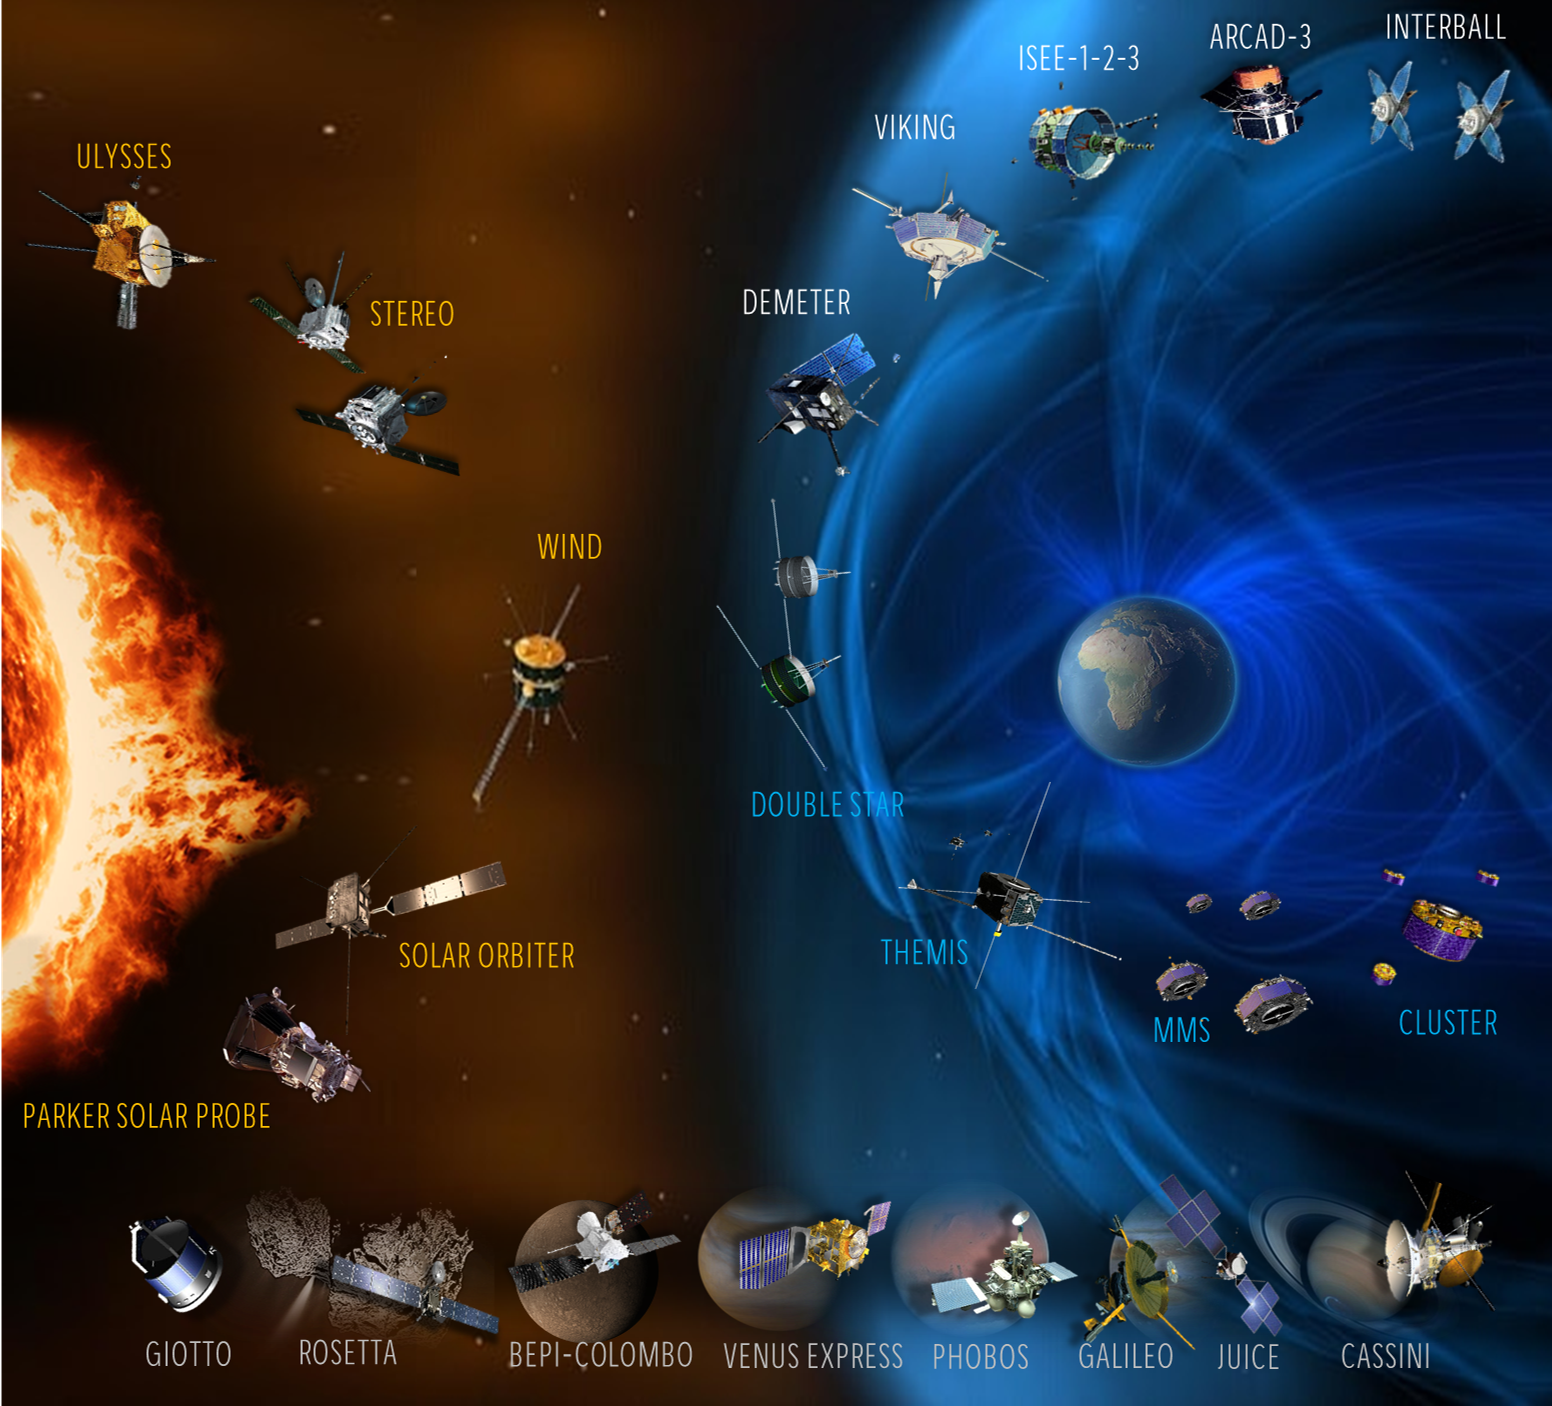 INTERBALL
ARCAD-3
ISEE-1-2-3
VIKING
ULYSSES
DEMETER
STEREO
WIND
DOUBLE STAR
THEMIS
SOLAR ORBITER
CLUSTER
MMS
PARKER SOLAR PROBE
GIOTTO
ROSETTA
BEPI-COLOMBO
VENUS EXPRESS
PHOBOS
GALILEO
JUICE
CASSINI